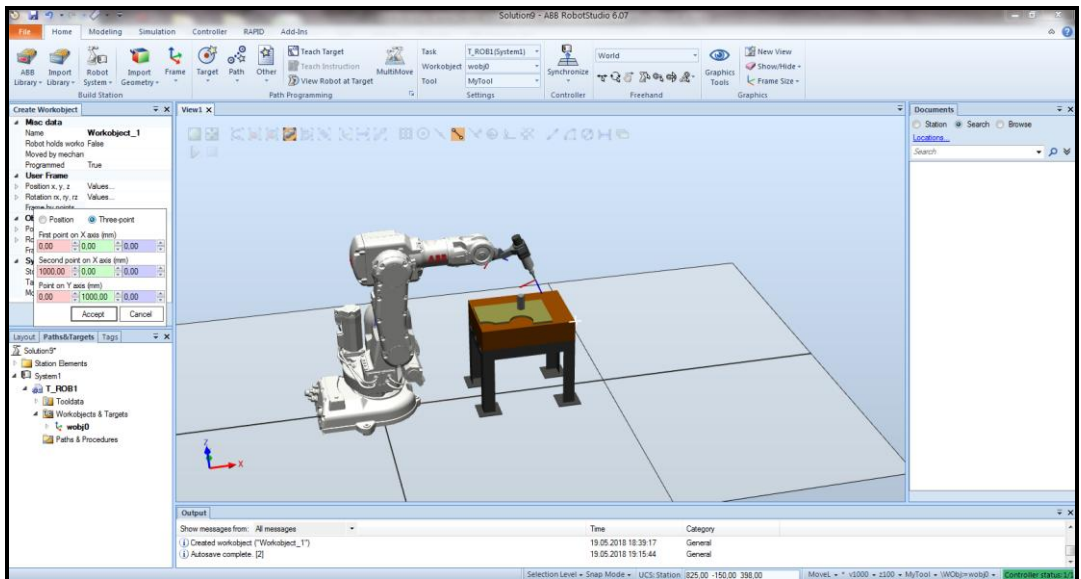 Solution9 - ABB RobotStudio 6.07
File Home Modeling Simulation Controller RAPID Add-Ins
ABB Library
Import Library
Robot System
Import Geometry
Frame
Target
Path
Other
Teach Target
Teach Instruction
View Robot at Target
MultiMove
Task T_ROB1(System1)
Workobject wobj0
Tool MyTool
Synchronize
World
Graphics Tools
New View
Show/Hide
Frame Size
Build Station Path Programming Settings Controller Freehand Graphics
Create Workobject
Misc data
Name Workobject_1
Robot holds worko False
Moved by mechan
Programmed True
User Frame
Position x, y, z Values...
Rotation rx, ry, rz Values...
Frame by points
Position Three-point
First point on X axis (mm)
0,00 0,00 0,00
Second point on X axis (mm)
1000,00 0,00 0,00
Point on Y axis (mm)
0,00 1000,00 0,00
Accept Cancel
Layout Paths&Targets Tags
Solution9*
Station Elements
System1
T_ROB1
Tooldata
Workobjects & Targets
wobj0
Paths & Procedures
View1
ABB
Z
X
Documents
Station Search Browse
Locations...
Search
Output
Show messages from: All messages Time Category
Created workobject ("Workobject_1") 19.05.2018 18:39:17 General
Autosave complete. [2] 19.05.2018 19:15:44 General
Selection Level Snap Mode UCS: Station 825,00 -150,00 398,00 MoveL * v1000 z100 MyTool \WObj:=wobj0 Controller status: 1/1